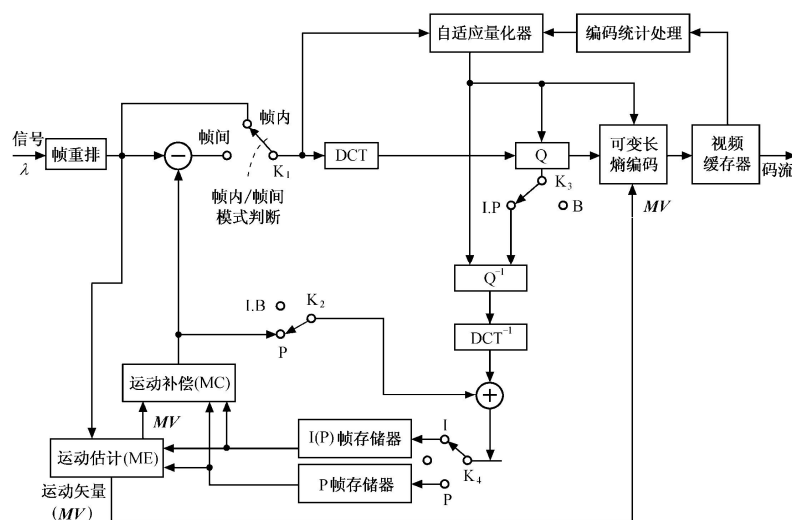 自适应量化器
编码统计处理
信号
λ
帧重排
帧间
帧内
K₁
DCT
Q
可变长
熵编码
视频
缓存器
码流
帧内/帧间
模式判断
K₃
I.P
B
MV
Q⁻¹
I.B
K₂
P
DCT⁻¹
运动补偿(MC)
MV
I
I(P) 帧存储器
运动估计(ME)
K₄
P 帧存储器
P
运动矢量
(MV)